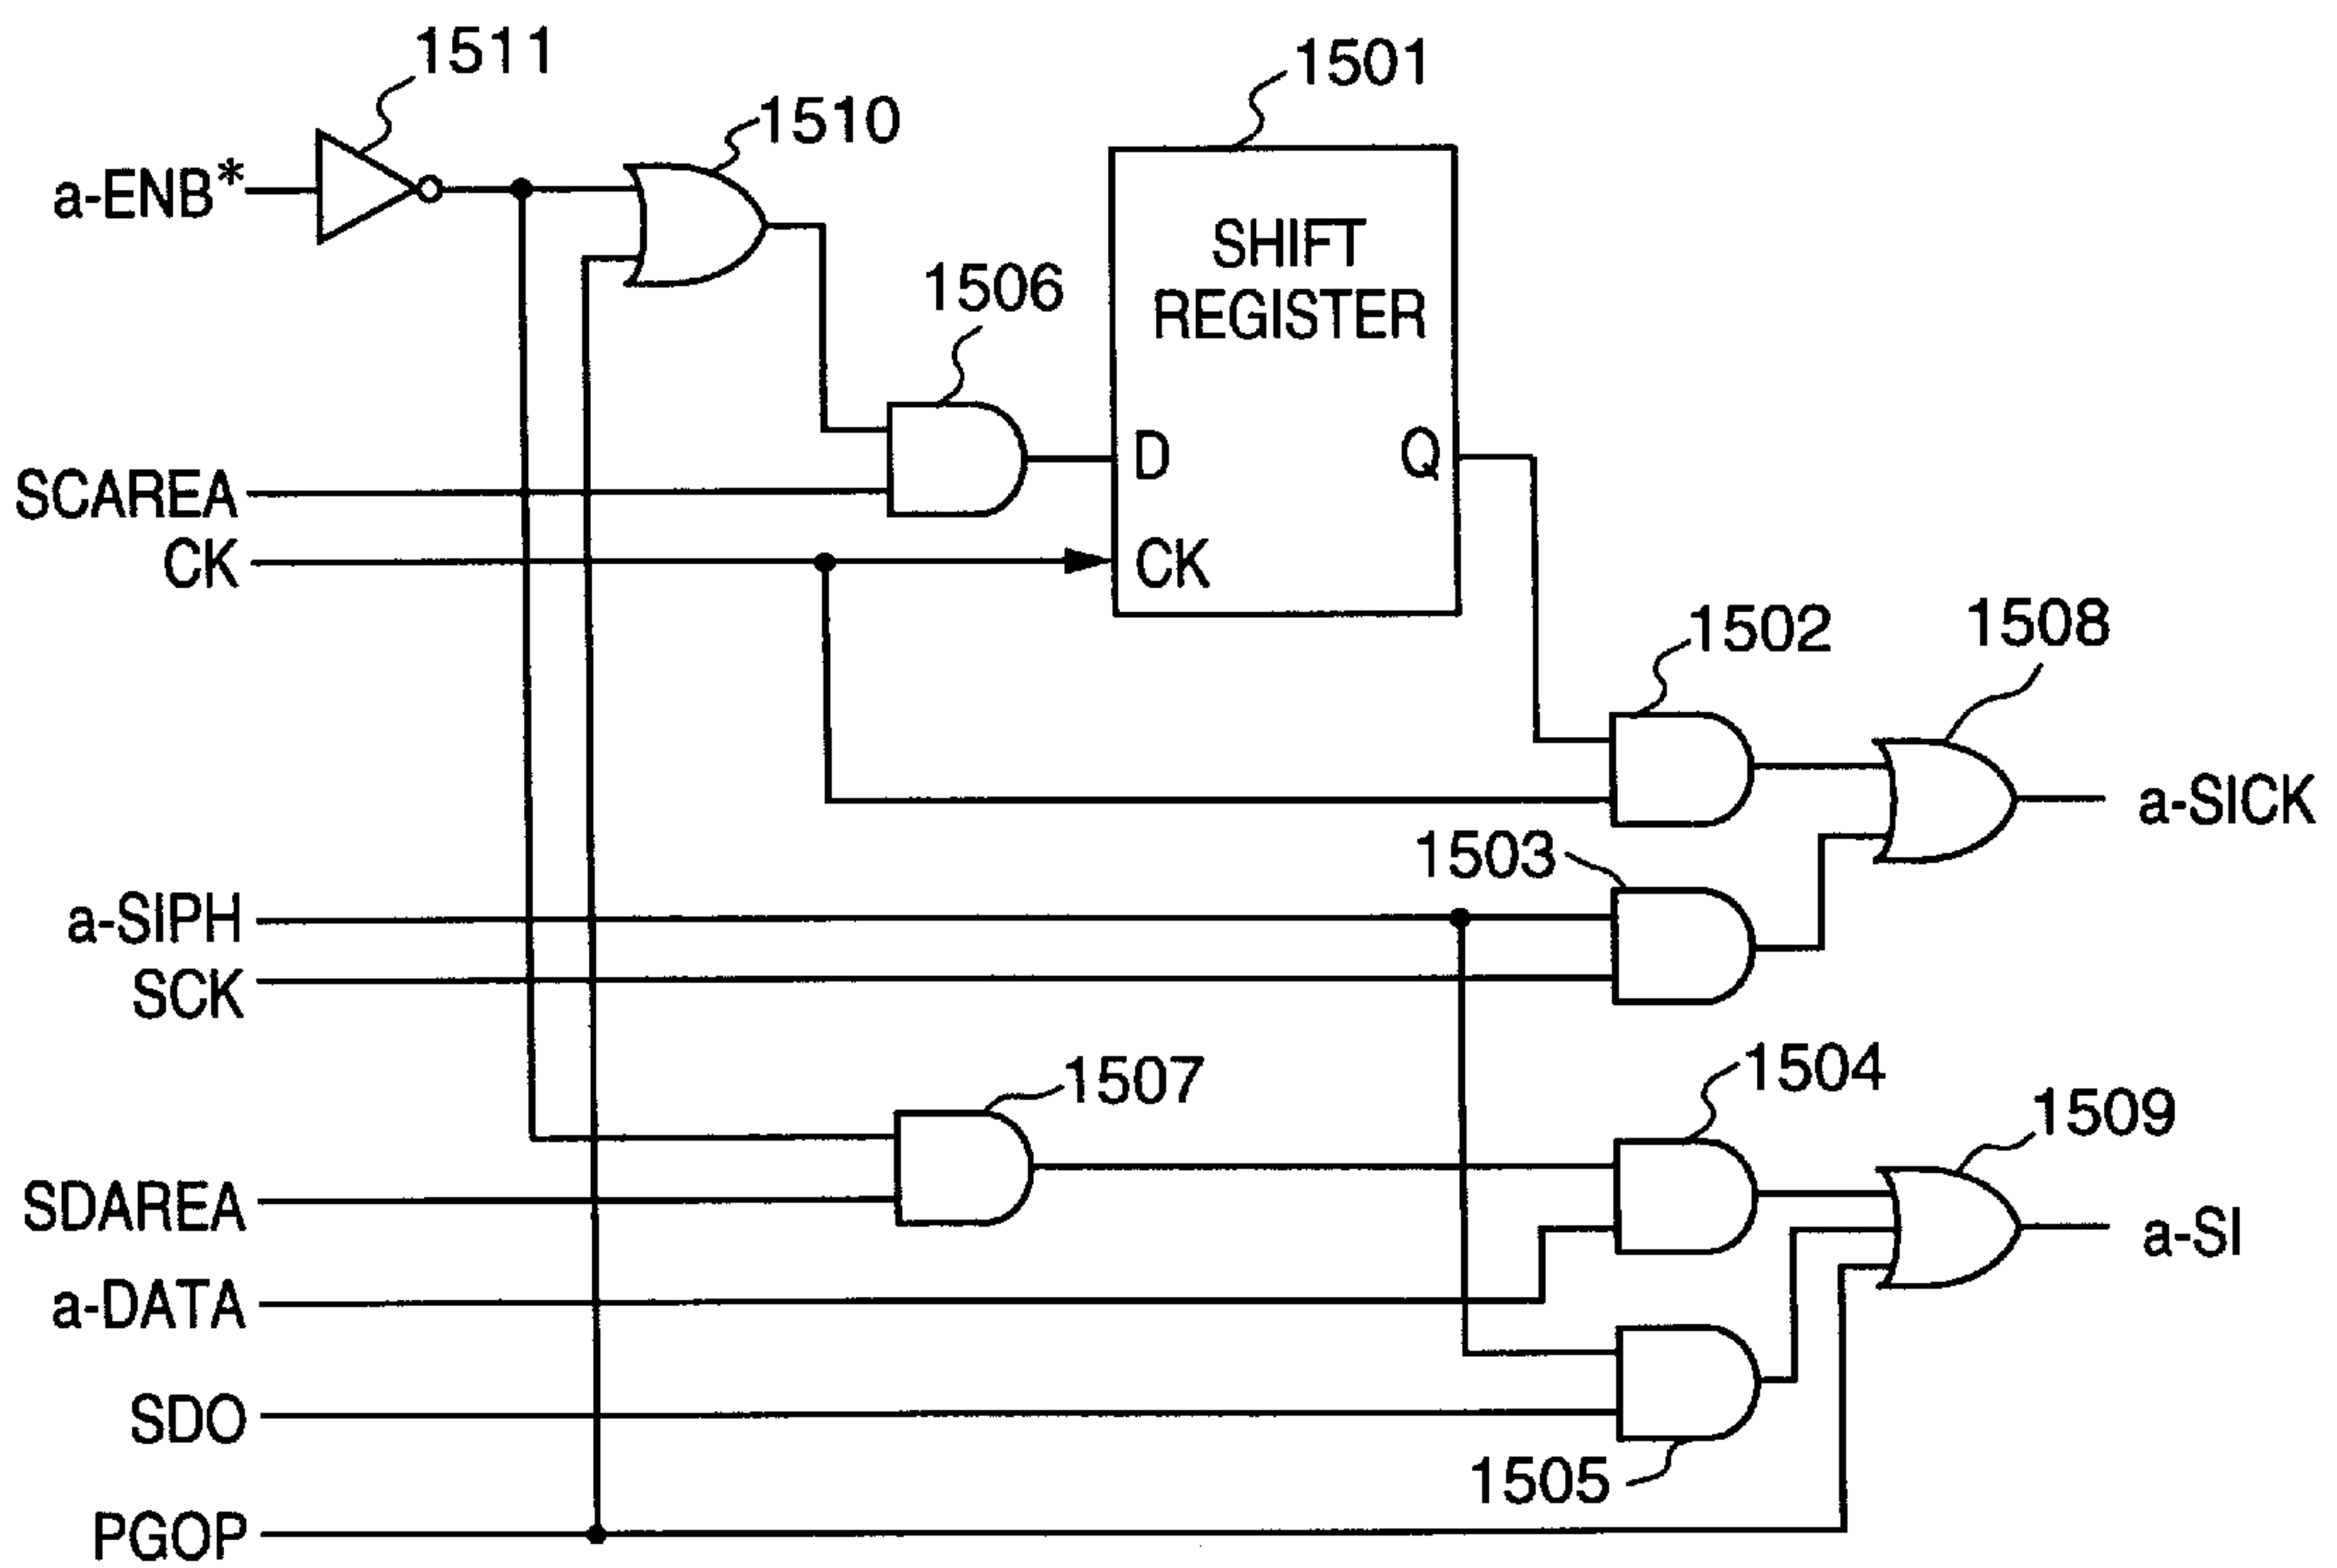 1511
1510
1501
a-ENB*
SHIFT
REGISTER
1506
D
Q
SCAREA
CK
CK
1502
1508
a-SICK
1503
a-SIPH
SCK
1507
1504
1509
SDAREA
a-SI
a-DATA
SDO
1505
PGOP